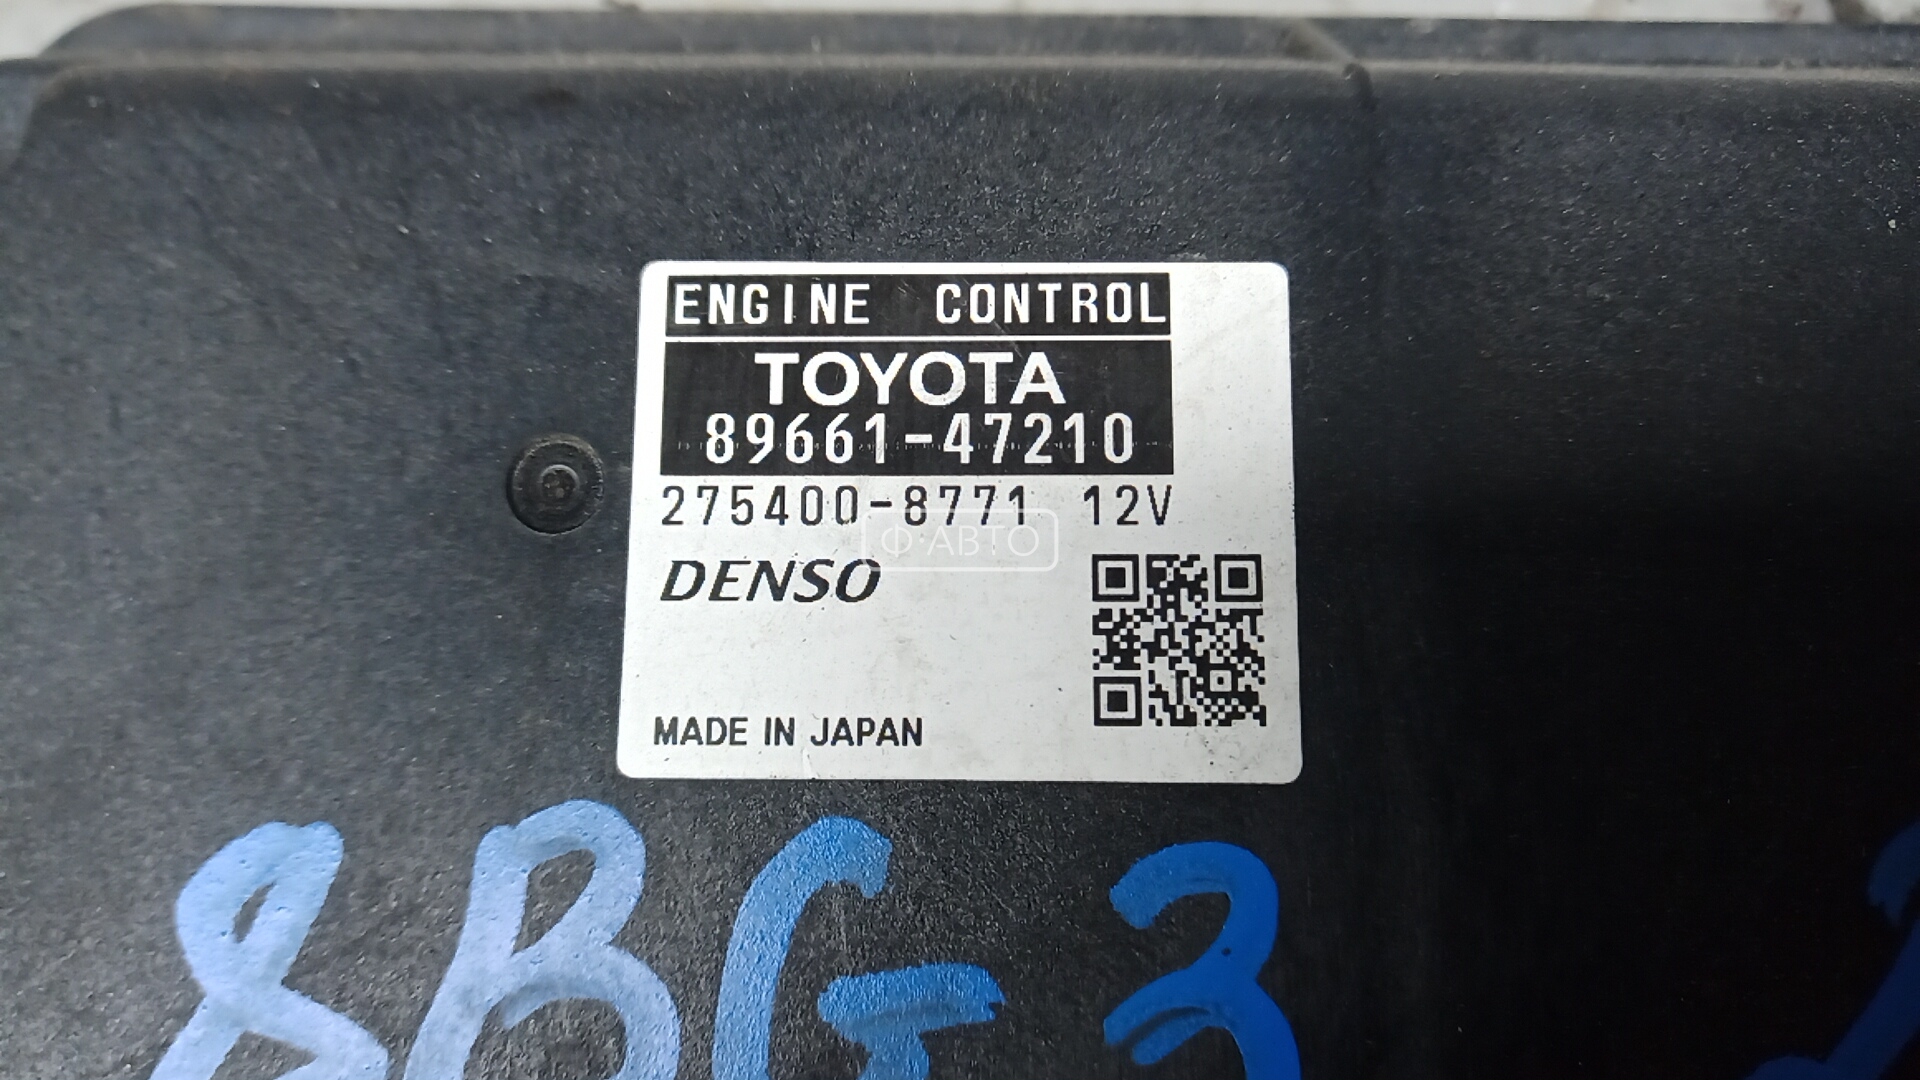 ENGINE CONTROL
TOYOTA
89661-47210
275400-8771 12V
Ф·АВТО
DENSO
MADE IN JAPAN
8BG3